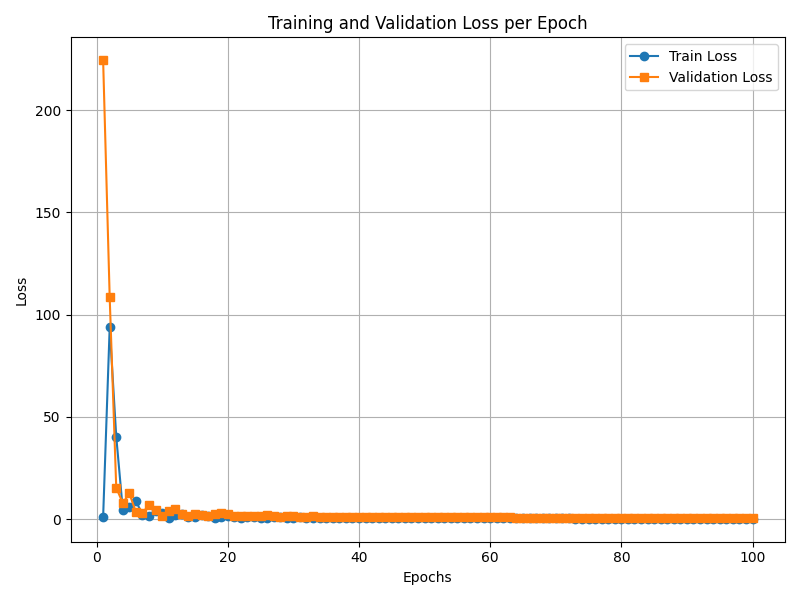 Training and Validation Loss per Epoch
Train Loss
Validation Loss
200
150
100
50
0
Loss
0 20 40 60 80 100
Epochs